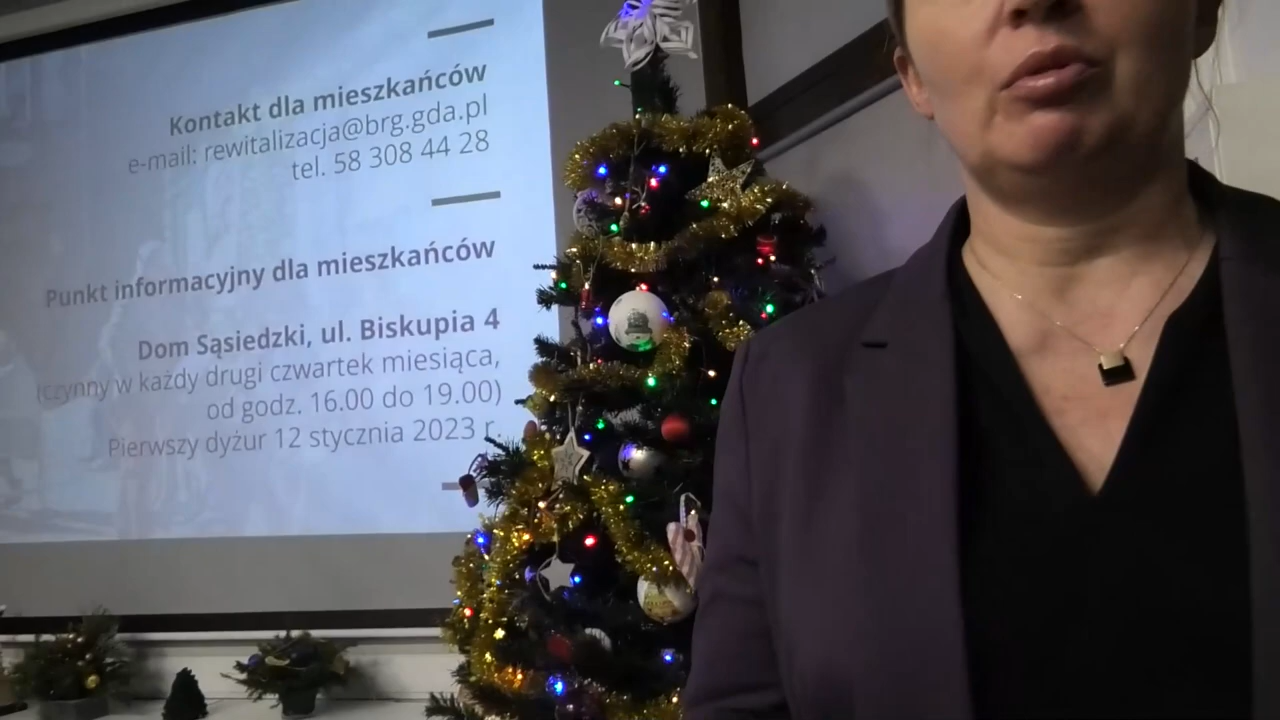 Kontakt dla mieszkańców
e-mail: rewitalizacja@brg.gda.pl
tel. 58 308 44 28
Punkt informacyjny dla mieszkańców
Dom Sąsiedzki, ul. Biskupia 4
(czynny w każdy drugi czwartek miesiąca,
od godz. 16.00 do 19.00)
Pierwszy dyżur 12 stycznia 2023 r.